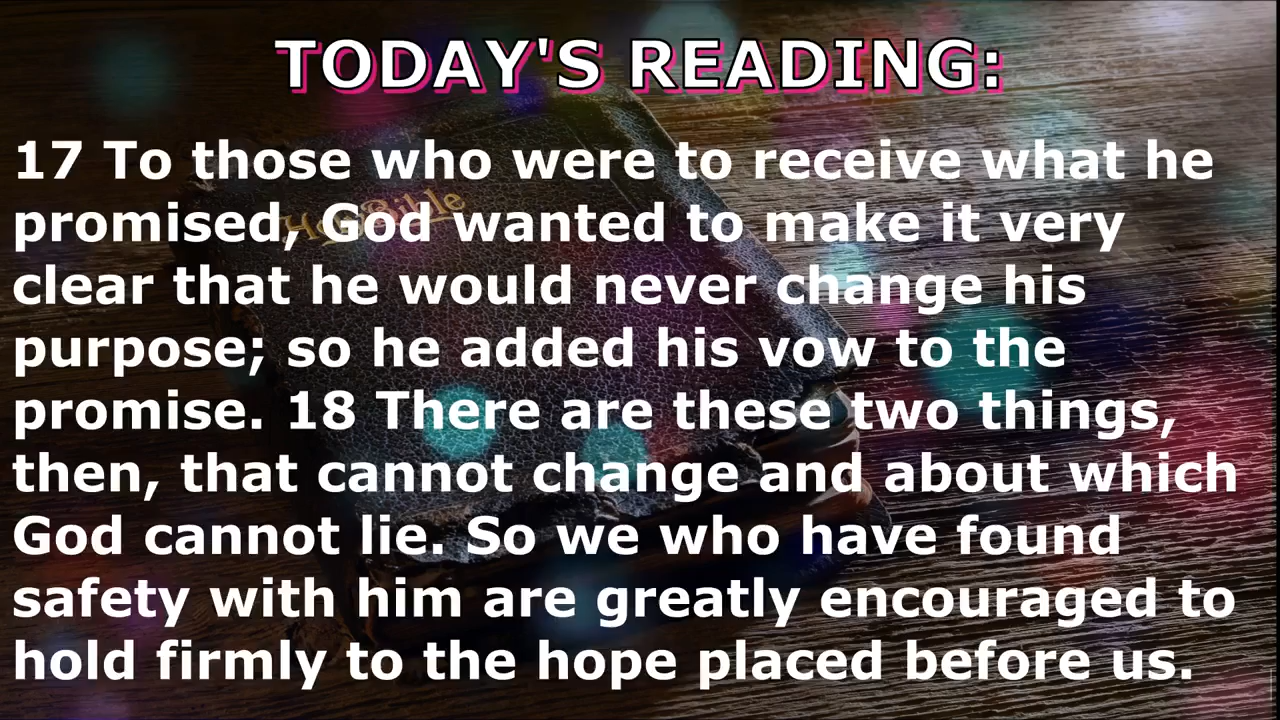 TODAY'S READING:
17 To those who were to receive what he
promised, God wanted to make it very
clear that he would never change his
purpose; so he added his vow to the
promise. 18 There are these two things,
then, that cannot change and about which
God cannot lie. So we who have found
safety with him are greatly encouraged to
hold firmly to the hope placed before us.
Holy Bible